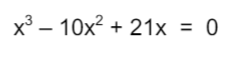 x³ – 10x² + 21x = 0